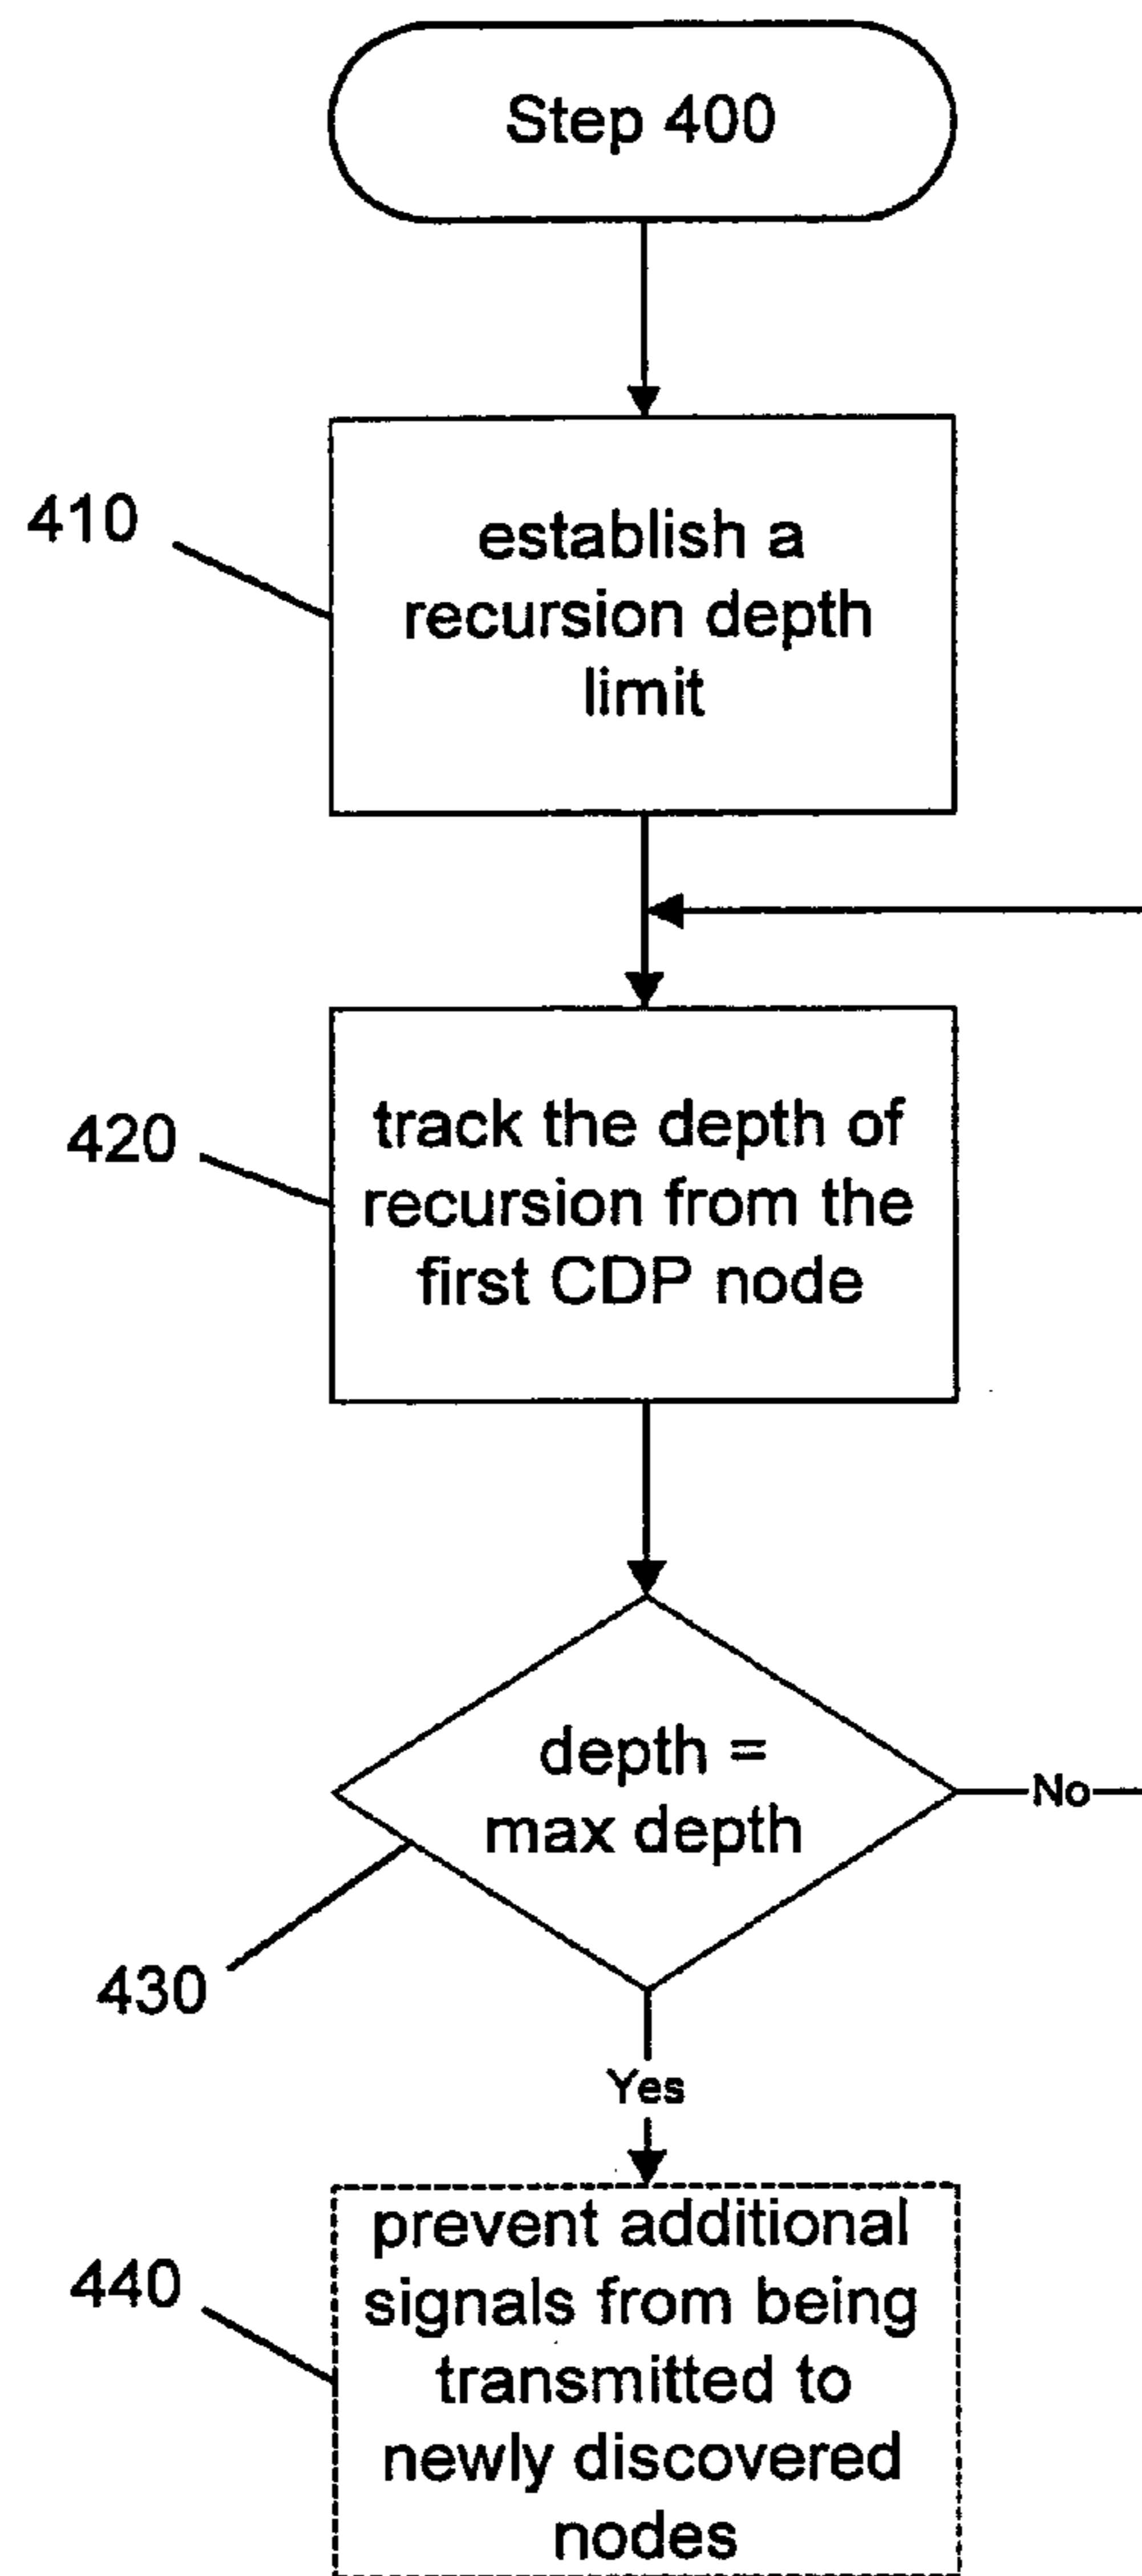 Step 400
410
establish a
recursion depth
limit
420
track the depth of
recursion from the
first CDP node
depth =
max depth
No
430
Yes
440
prevent additional
signals from being
transmitted to
newly discovered
nodes